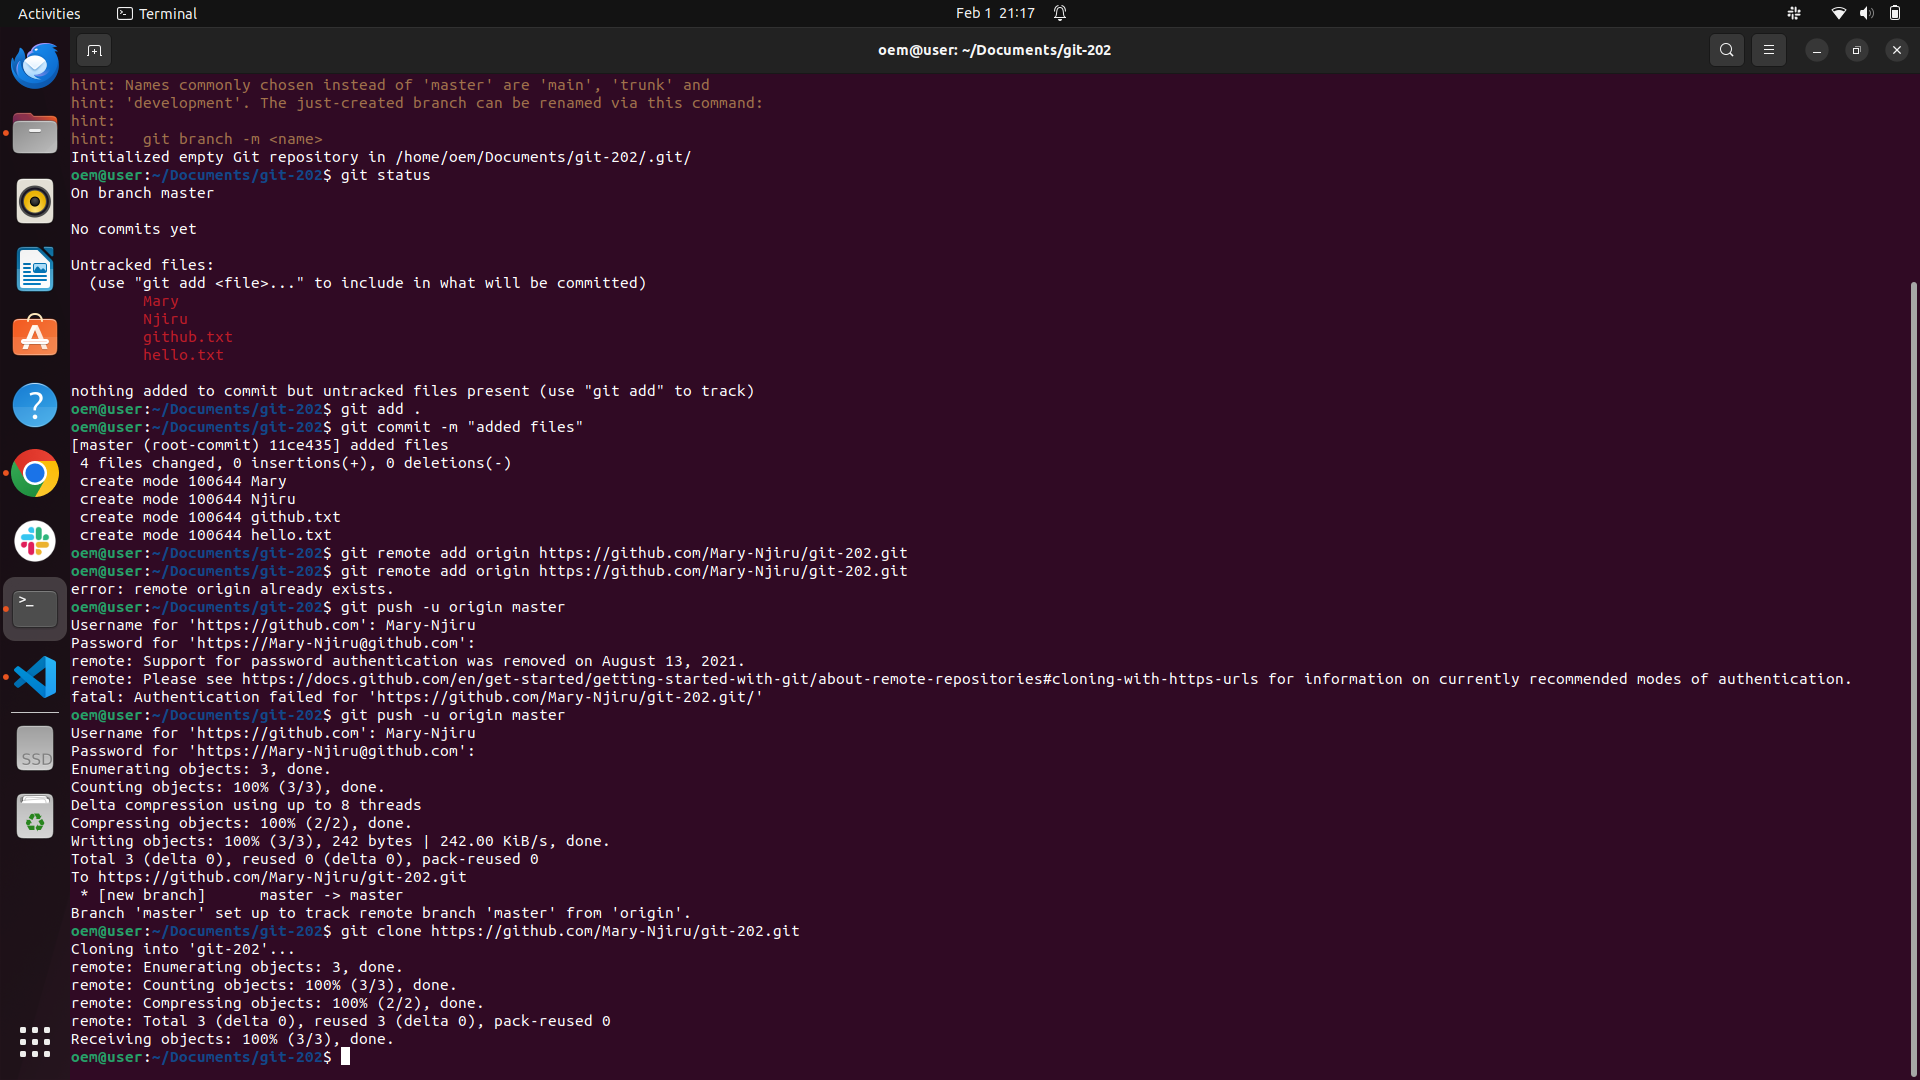 Activities
Terminal
Feb 1 21:17
oem@user: ~/Documents/git-202
hint: Names commonly chosen instead of 'master' are 'main', 'trunk' and
hint: 'development'. The just-created branch can be renamed via this command:
hint:
hint:   git branch -m <name>
Initialized empty Git repository in /home/oem/Documents/git-202/.git/
oem@user:~/Documents/git-202$ git status
On branch master
No commits yet
Untracked files:
  (use "git add <file>..." to include in what will be committed)
        Mary
        Njiru
        github.txt
        hello.txt
nothing added to commit but untracked files present (use "git add" to track)
oem@user:~/Documents/git-202$ git add .
oem@user:~/Documents/git-202$ git commit -m "added files"
[master (root-commit) 11ce435] added files
 4 files changed, 0 insertions(+), 0 deletions(-)
 create mode 100644 Mary
 create mode 100644 Njiru
 create mode 100644 github.txt
 create mode 100644 hello.txt
oem@user:~/Documents/git-202$ git remote add origin https://github.com/Mary-Njiru/git-202.git
oem@user:~/Documents/git-202$ git remote add origin https://github.com/Mary-Njiru/git-202.git
error: remote origin already exists.
oem@user:~/Documents/git-202$ git push -u origin master
Username for 'https://github.com': Mary-Njiru
Password for 'https://Mary-Njiru@github.com':
remote: Support for password authentication was removed on August 13, 2021.
remote: Please see https://docs.github.com/en/get-started/getting-started-with-git/about-remote-repositories#cloning-with-https-urls for information on currently recommended modes of authentication.
fatal: Authentication failed for 'https://github.com/Mary-Njiru/git-202.git/'
oem@user:~/Documents/git-202$ git push -u origin master
Username for 'https://github.com': Mary-Njiru
Password for 'https://Mary-Njiru@github.com':
Enumerating objects: 3, done.
Counting objects: 100% (3/3), done.
Delta compression using up to 8 threads
Compressing objects: 100% (2/2), done.
Writing objects: 100% (3/3), 242 bytes | 242.00 KiB/s, done.
Total 3 (delta 0), reused 0 (delta 0), pack-reused 0
To https://github.com/Mary-Njiru/git-202.git
 * [new branch]      master -> master
Branch 'master' set up to track remote branch 'master' from 'origin'.
oem@user:~/Documents/git-202$ git clone https://github.com/Mary-Njiru/git-202.git
Cloning into 'git-202'...
remote: Enumerating objects: 3, done.
remote: Counting objects: 100% (3/3), done.
remote: Compressing objects: 100% (2/2), done.
remote: Total 3 (delta 0), reused 3 (delta 0), pack-reused 0
Receiving objects: 100% (3/3), done.
oem@user:~/Documents/git-202$
SSD